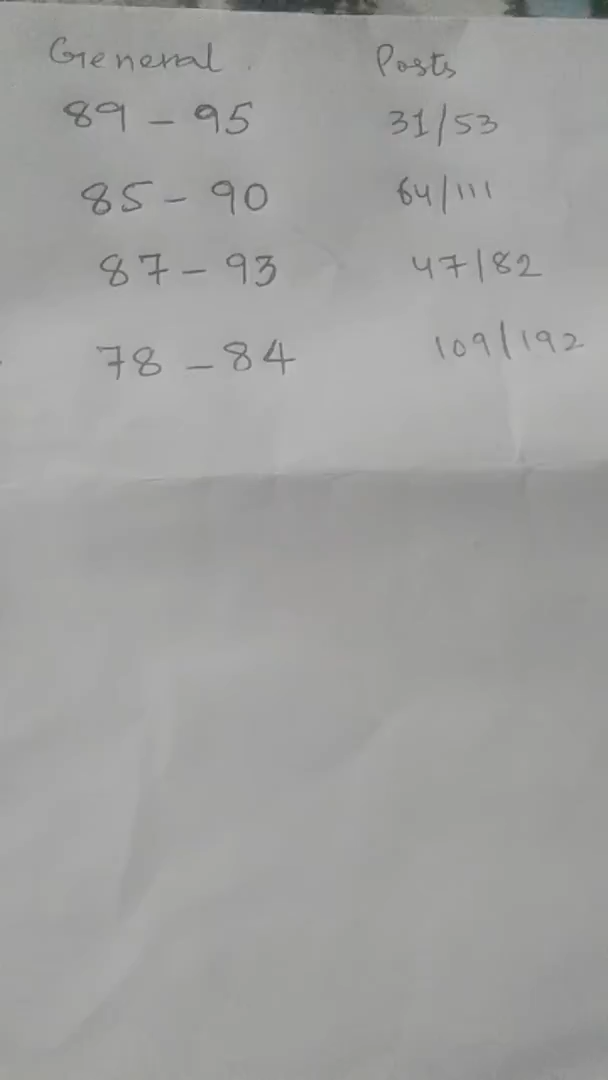 General. Posts
89 - 95 31/53
85 - 90 64/111
87 - 93 47/82
78 - 84 109/192